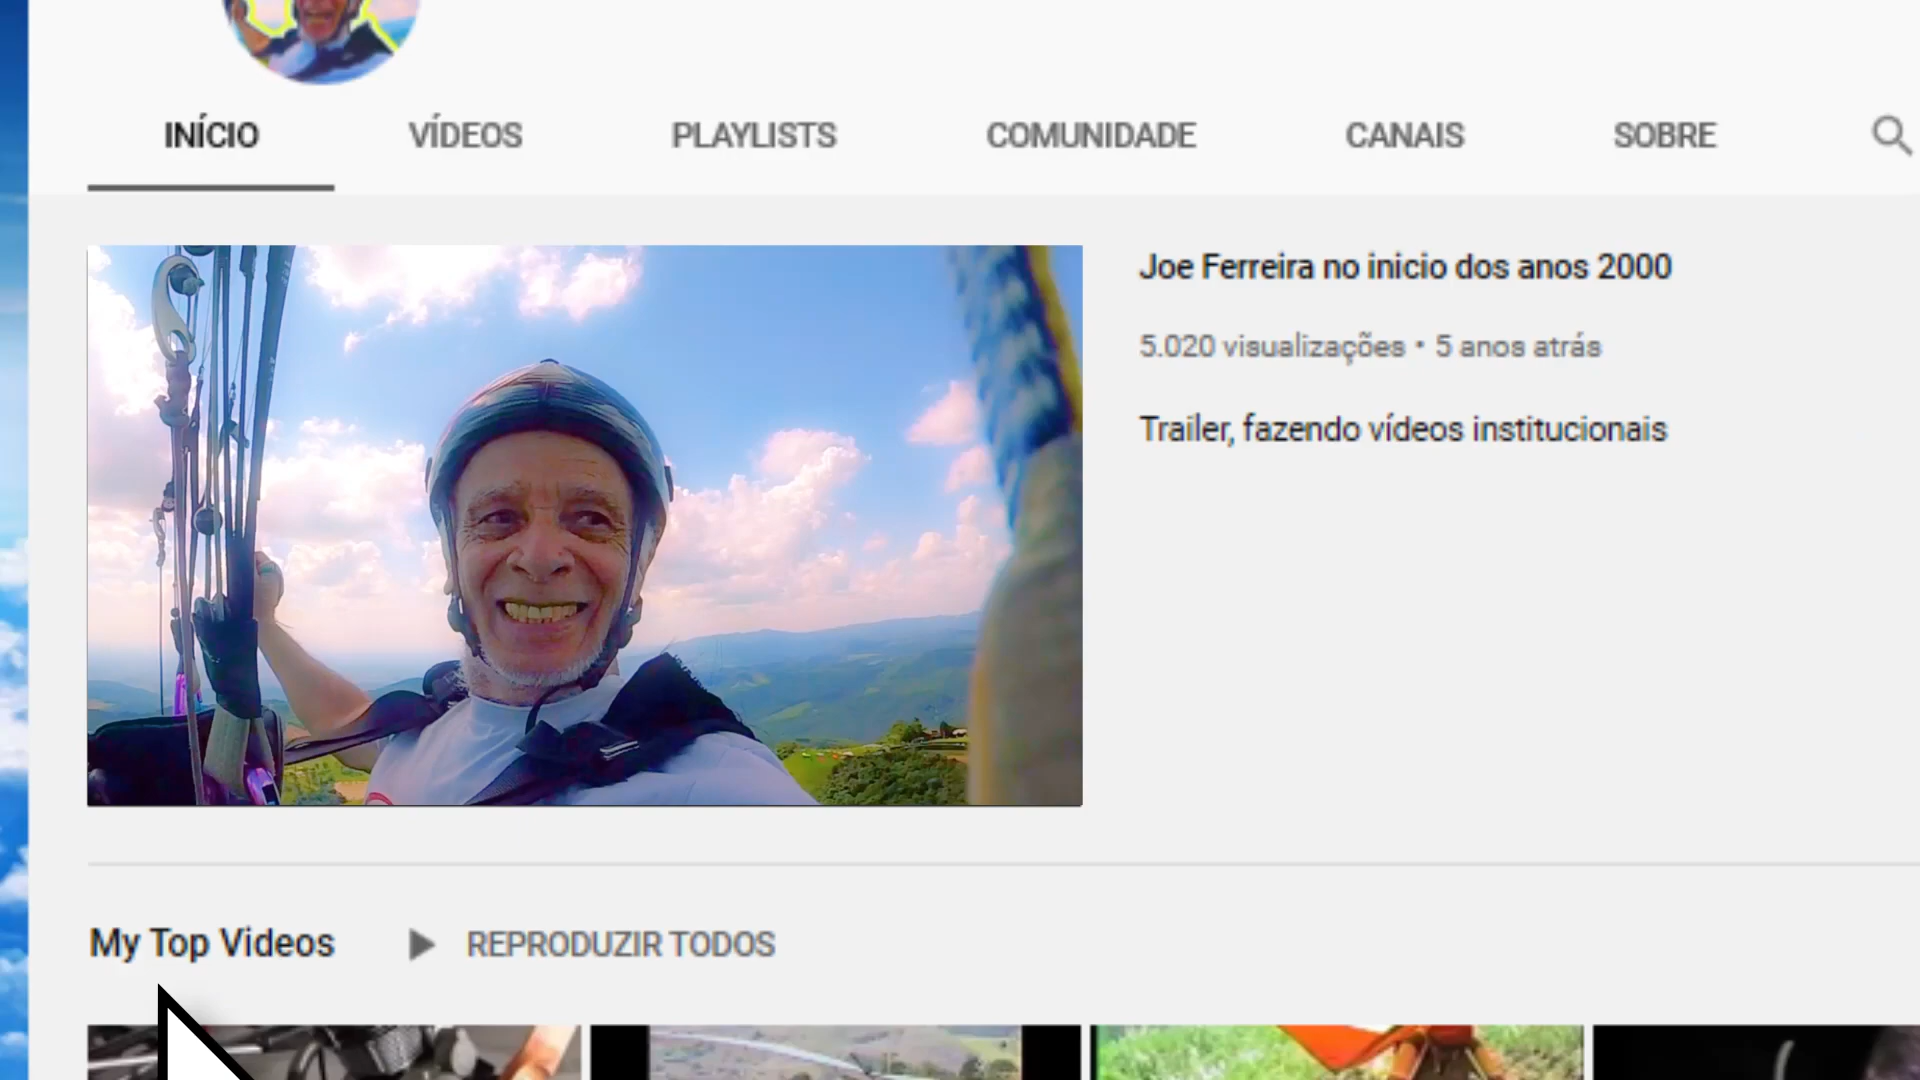 INÍCIO
VÍDEOS
PLAYLISTS
COMUNIDADE
CANAIS
SOBRE
Joe Ferreira no inicio dos anos 2000
5.020 visualizações • 5 anos atrás
Trailer, fazendo vídeos institucionais
My Top Videos
REPRODUZIR TODOS